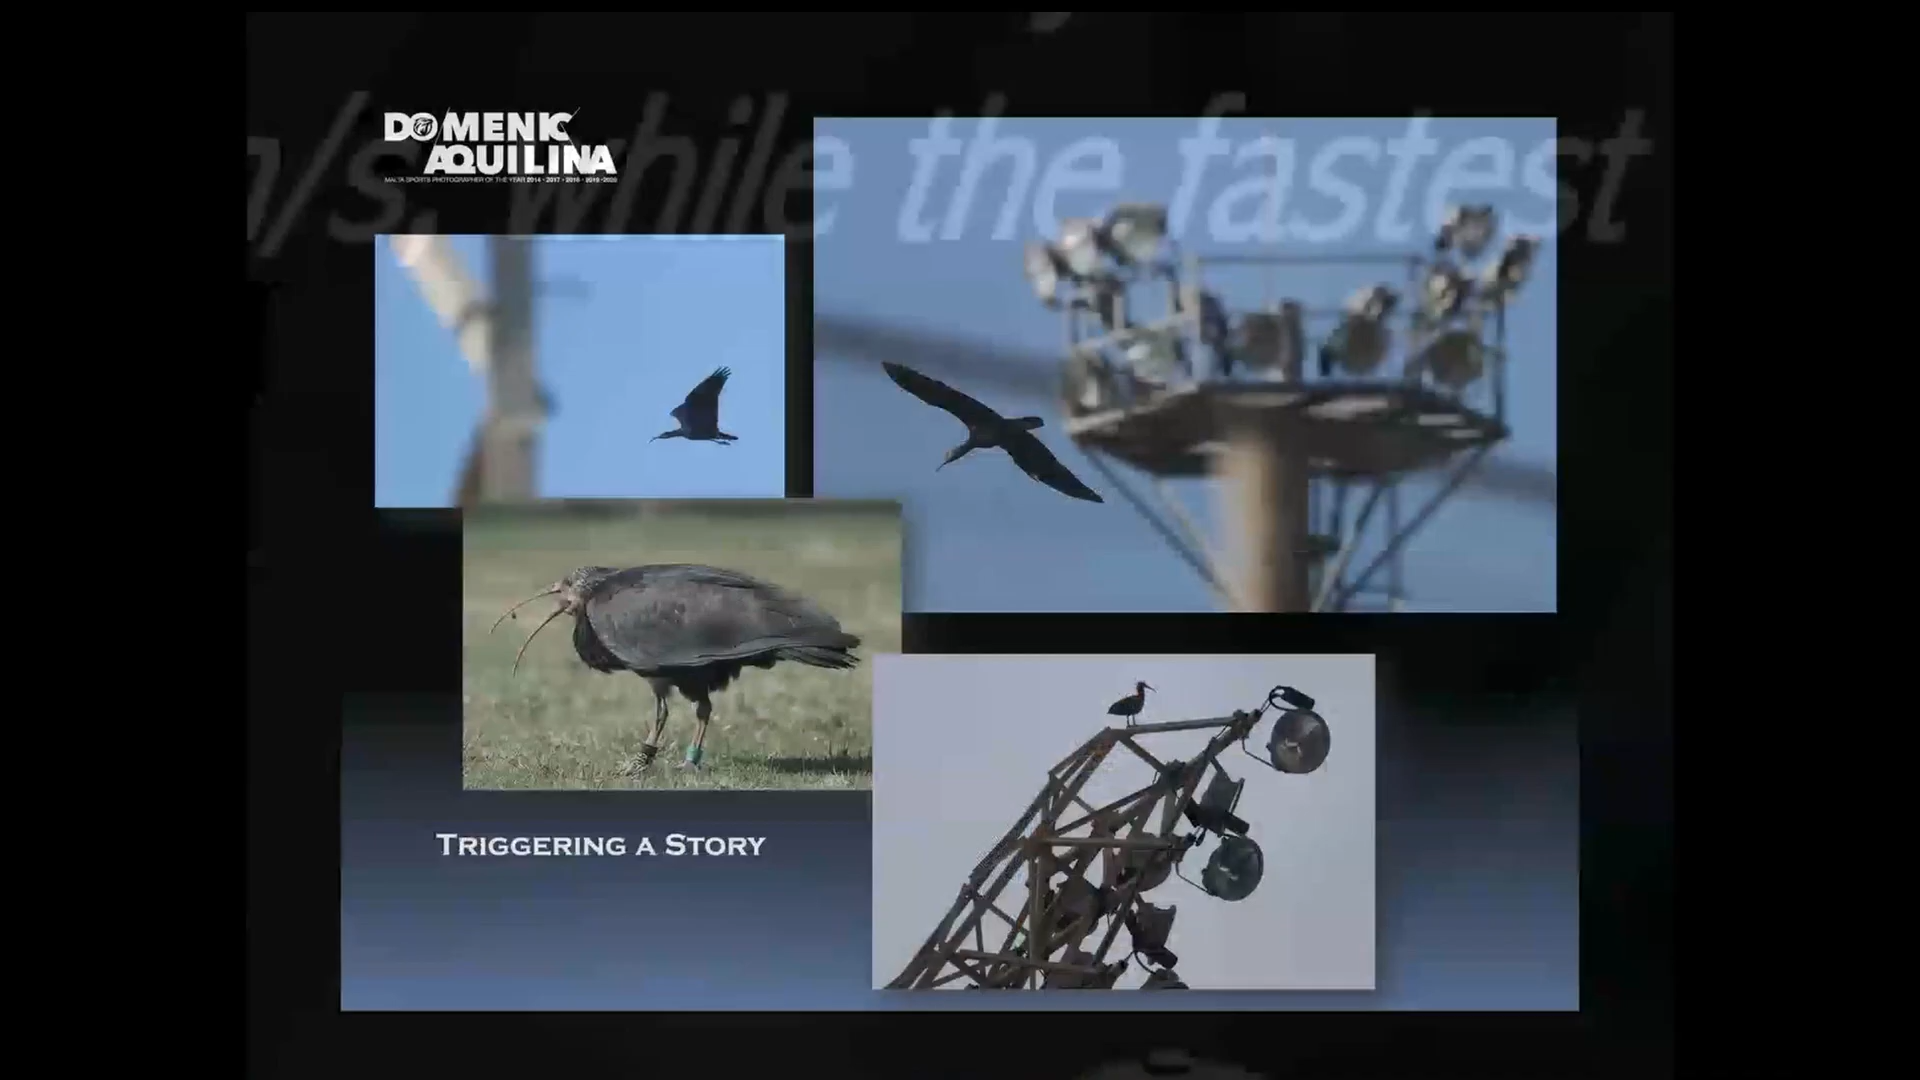 DOMENIC
AQUILINA
MALTA SPORTS PHOTOGRAPHER OF THE YEAR 2014 - 2017 - 2018 - 2019 - 2020
/s. while the fastest
TRIGGERING A STORY